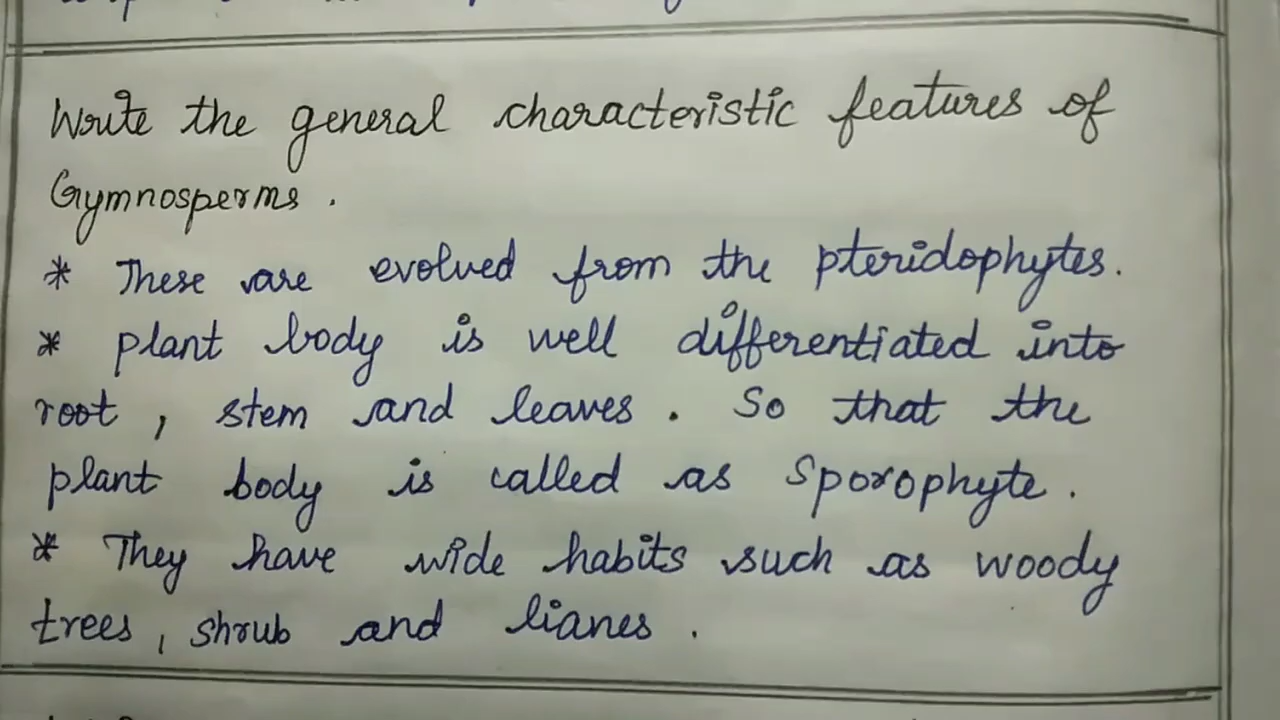 Write the general characteristic features of
Gymnosperms .
* These are evolved from the pteridophytes .
* plant body is well differentiated into
root , stem and leaves . So that the
plant body is called as Sporophyte .
* They have wide habits such as woody
trees , shrub and lianes .